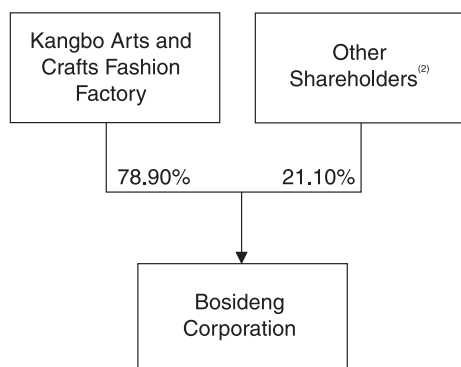 Kangbo Arts and
Crafts Fashion
Factory
Other
Shareholders(2)
78.90%
21.10%
Bosideng
Corporation